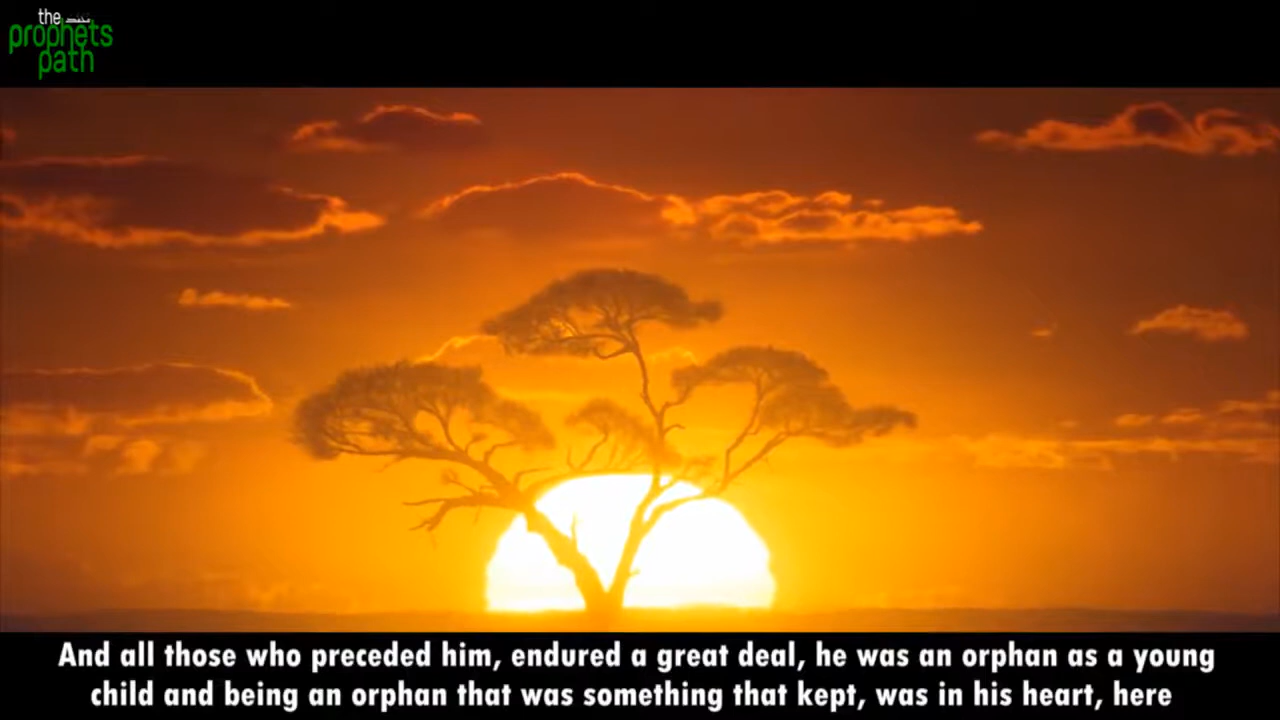 the محمد
prophets
path
And all those who preceded him, endured a great deal, he was an orphan as a young
child and being an orphan that was something that kept, was in his heart, here